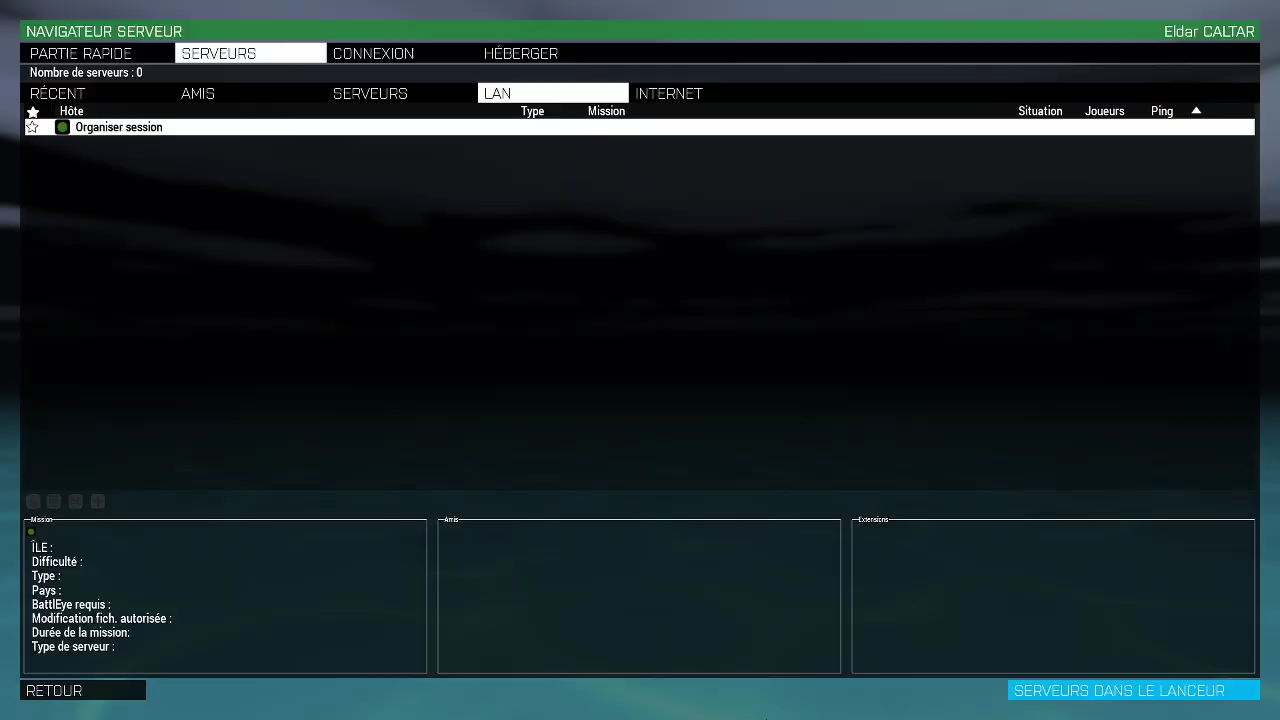 NAVIGATEUR SERVEUR
Eldar CALTAR
PARTIE RAPIDE SERVEURS CONNEXION HÉBERGER
Nombre de serveurs : 0
RÉCENT AMIS SERVEURS LAN INTERNET
Hôte Type Mission Situation Joueurs Ping
Organiser session
Mission
ÎLE :
Difficulté :
Type :
Pays :
BattlEye requis :
Modification fich. autorisée :
Durée de la mission:
Type de serveur :
Amis
Extensions
RETOUR
SERVEURS DANS LE LANCEUR